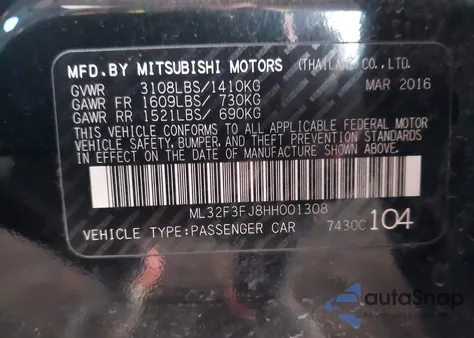 MFD.BY MITSUBISHI MOTORS (THAILAND) CO., LTD.
GVWR 3108LBS/1410KG MAR 2016
GAWR FR 1609LBS/ 730KG
GAWR RR 1521LBS/ 690KG
THIS VEHICLE CONFORMS TO ALL APPLICABLE FEDERAL MOTOR
VEHICLE SAFETY, BUMPER, AND THEFT PREVENTION STANDARDS
IN EFFECT ON THE DATE OF MANUFACTURE SHOWN ABOVE.
ML32F3FJ8HH001308
VEHICLE TYPE:PASSENGER CAR 7430C 104
autoSnap